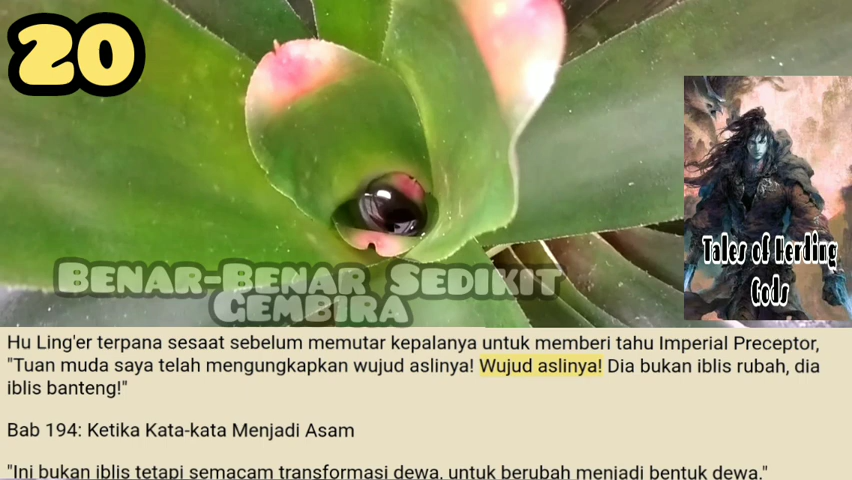 20
Tales of Herding
Gods
Benar-Benar Sedikit
Gembira
Hu Ling'er terpana sesaat sebelum memutar kepalanya untuk memberi tahu Imperial Preceptor,
"Tuan muda saya telah mengungkapkan wujud aslinya! Wujud aslinya! Dia bukan iblis rubah, dia
iblis banteng!"
Bab 194: Ketika Kata-kata Menjadi Asam
"Ini bukan iblis tetapi semacam transformasi dewa, untuk berubah menjadi bentuk dewa."